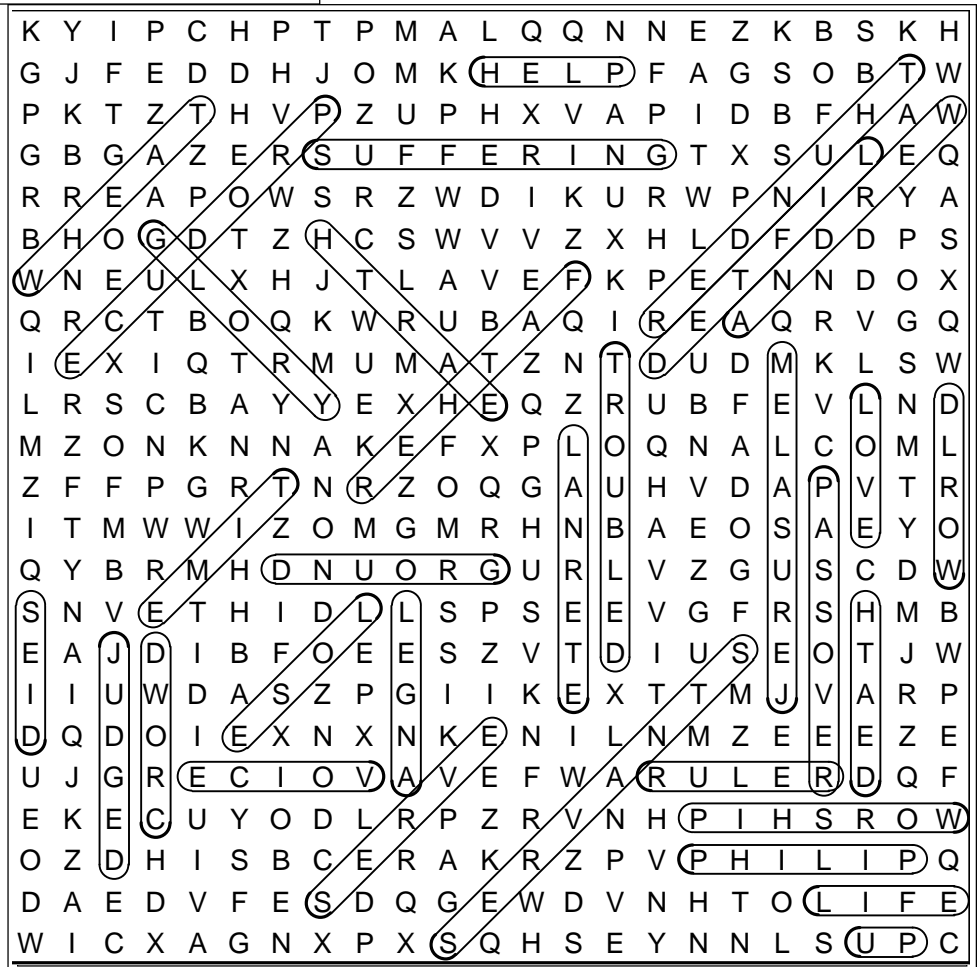 K Y I P C H P T P M A L Q Q N N E Z K B S K H
G J F E D D H J O M K H E L P F A G S O B T W
P K T Z T H V P Z U P H X V A P I D B F H A W
G B G A Z E R S U F F E R I N G T X S U L E Q
R R E A P O W S R Z W D I K U R W P N I R Y A
B H O G D T Z H C S W V V Z X H L D F D D P S
W N E U L X H J T L A V E F K P E T N N D O X
Q R C T B O Q K W R U B A Q I R E A Q R V G Q
I E X I Q T R M U M A T Z N T D U D M K L S W
L R S C B A Y Y E X H E Q Z R U B F E V L N D
M Z O N K N N A K E F X P L O Q N A L C O M L
Z F F P G R T N R Z O Q G A U H V D A P V T R
I T M W W I Z O M G M R H N B A E O S A E Y O
Q Y B R M H D N U O R G U R L V Z G U S C D W
S N V E T H I D L L S P S E E V G F R S H M B
E A J D I B F O E E S Z V T D I U S E O T J W
I I U W D A S Z P G I I K E X T T M J V A R P
D Q D O I E X N X N K E N I L N M Z E E E Z E
U J G R E C I O V A V E F W A R U L E R D Q F
E K E C U Y O D L R P Z R V N H P I H S R O W
O Z D H I S B C E R A K R Z P V P H I L I P Q
D A E D V F E S D Q G E W D V N H T O L I F E
W I C X A G N X P X S Q H S E Y N N L S U P C